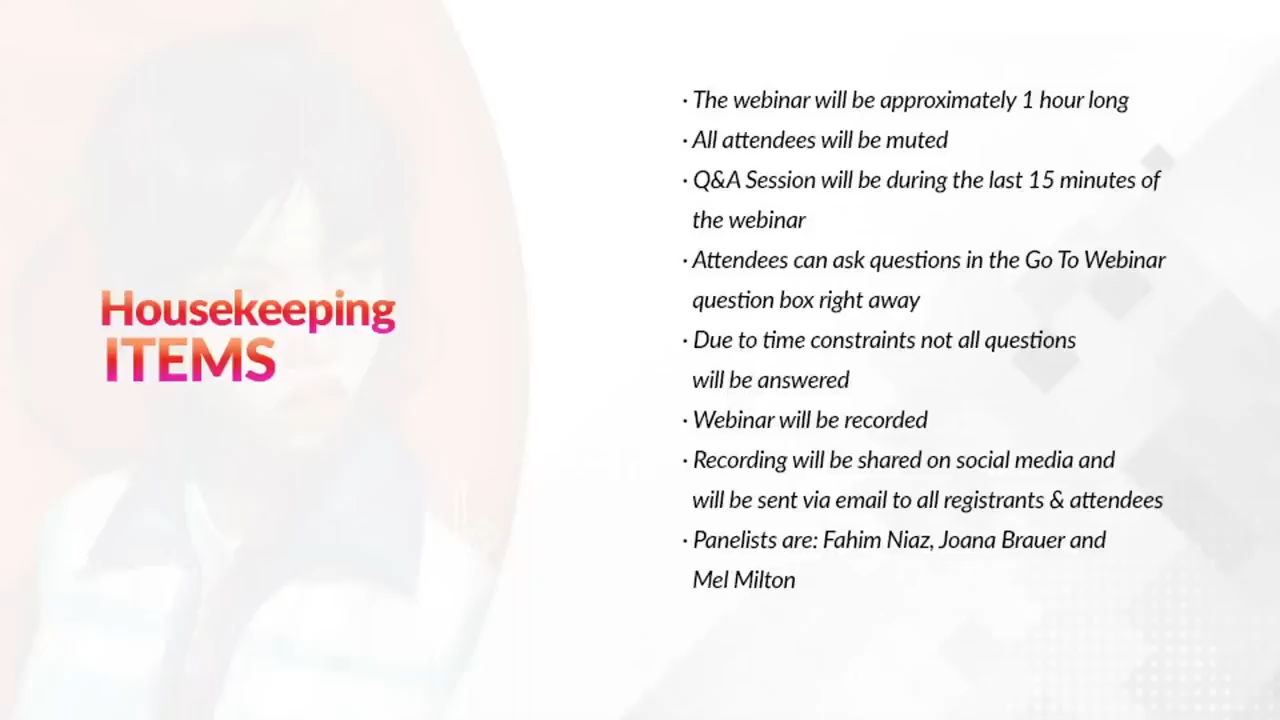 Housekeeping
ITEMS
· The webinar will be approximately 1 hour long
· All attendees will be muted
· Q&A Session will be during the last 15 minutes of
the webinar
· Attendees can ask questions in the Go To Webinar
question box right away
· Due to time constraints not all questions
will be answered
· Webinar will be recorded
· Recording will be shared on social media and
will be sent via email to all registrants & attendees
· Panelists are: Fahim Niaz, Joana Brauer and
Mel Milton